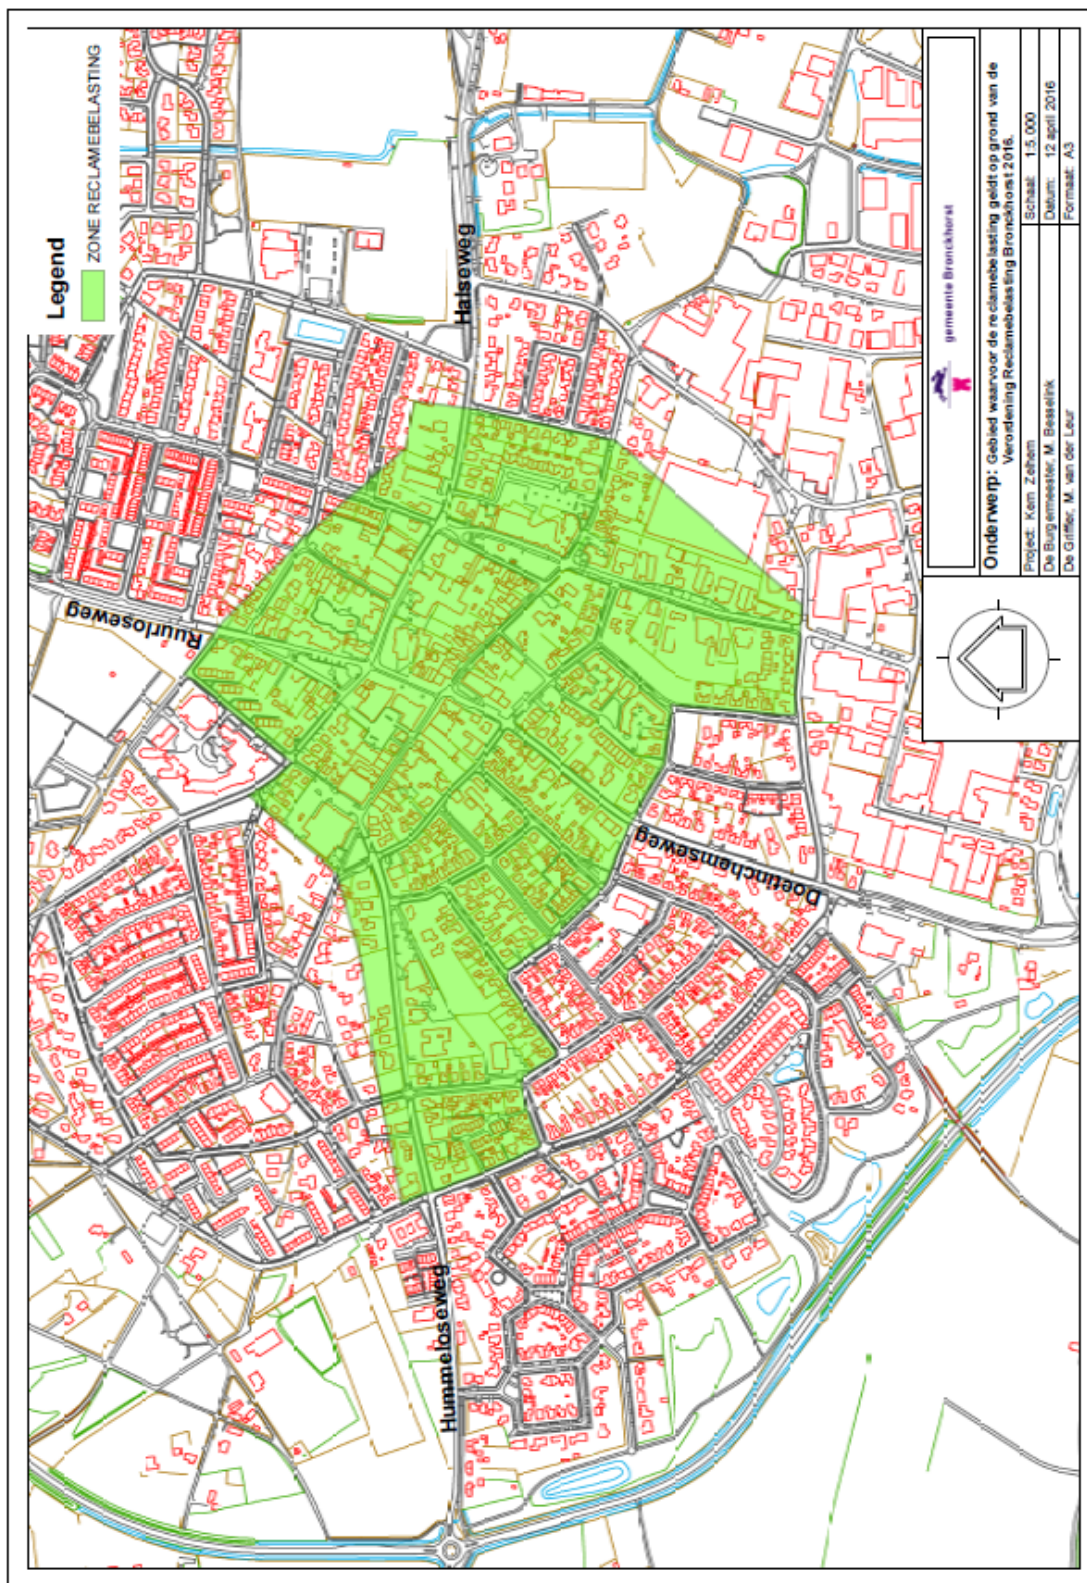 Legend
ZONE RECLAMEBELASTING
Ruurloseweg
Halseweg
Hummeloseweg
Doetinchemseweg
gemeente Bronckhorst
Onderwerp: Gebied waarvoor de reclamebelasting geldt op grond van de
Verordening Reclamebelasting Bronckhorst 2016.
Project: Kern Zelhem
Schaal: 1:5.000
De Burgermeester, M. Besselink
Datum: 12 april 2016
De Griffier, M. van der Leur
Formaat: A3